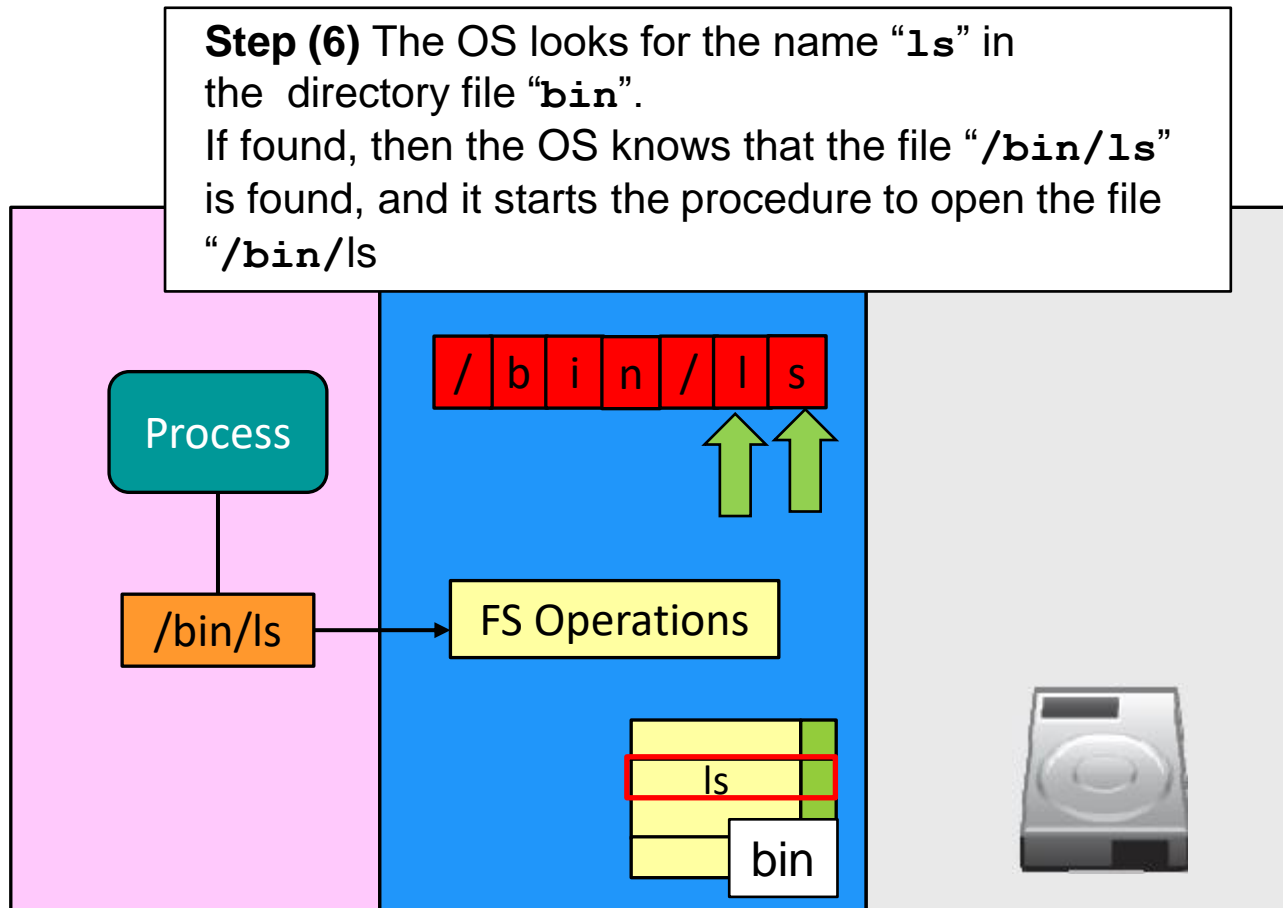 Step (6) The OS looks for the name “ls” in
the directory file “bin”.
If found, then the OS knows that the file “/bin/ls”
is found, and it starts the procedure to open the file
“/bin/ls
/ b i n / l s
Process
/bin/ls
FS Operations
ls
bin